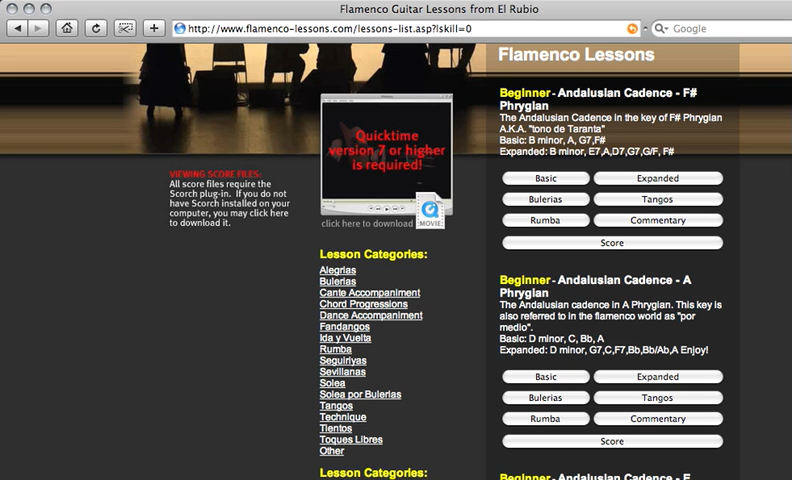 Flamenco Guitar Lessons from El Rubio
http://www.flamenco-lessons.com/lessons-list.asp?lskill=0
Google
Quicktime
version 7 or higher
is required!
MOVIE
click here to download
VIEWING SCORE FILES:
All score files require the
Scorch plug-in. If you do not
have Scorch installed on your
computer, you may click here
to download it.
Lesson Categories:
Alegrias
Bulerias
Cante Accompaniment
Chord Progressions
Dance Accompaniment
Fandangos
Ida y Vuelta
Rumba
Seguiriyas
Sevillanas
Solea
Solea por Bulerias
Tangos
Technique
Tientos
Toques Libres
Other
Lesson Categories:
Flamenco Lessons
Beginner - Andalusian Cadence - F#
Phrygian
The Andalusian Cadence in the key of F# Phrygian
A.K.A. "tono de Taranta"
Basic: B minor, A, G7,F#
Expanded: B minor, E7,A,D7,G7,G/F, F#
Basic Expanded
Bulerias Tangos
Rumba Commentary
Score
Beginner - Andalusian Cadence - A
Phrygian
The Andalusian cadence in A Phrygian. This key is
also referred to in the flamenco world as "por
medio".
Basic: D minor, C, Bb, A
Expanded: D minor, G7,C,F7,Bb,Bb/Ab,A Enjoy!
Basic Expanded
Bulerias Tangos
Rumba Commentary
Score
Beginner - Andalusian Cadence - E